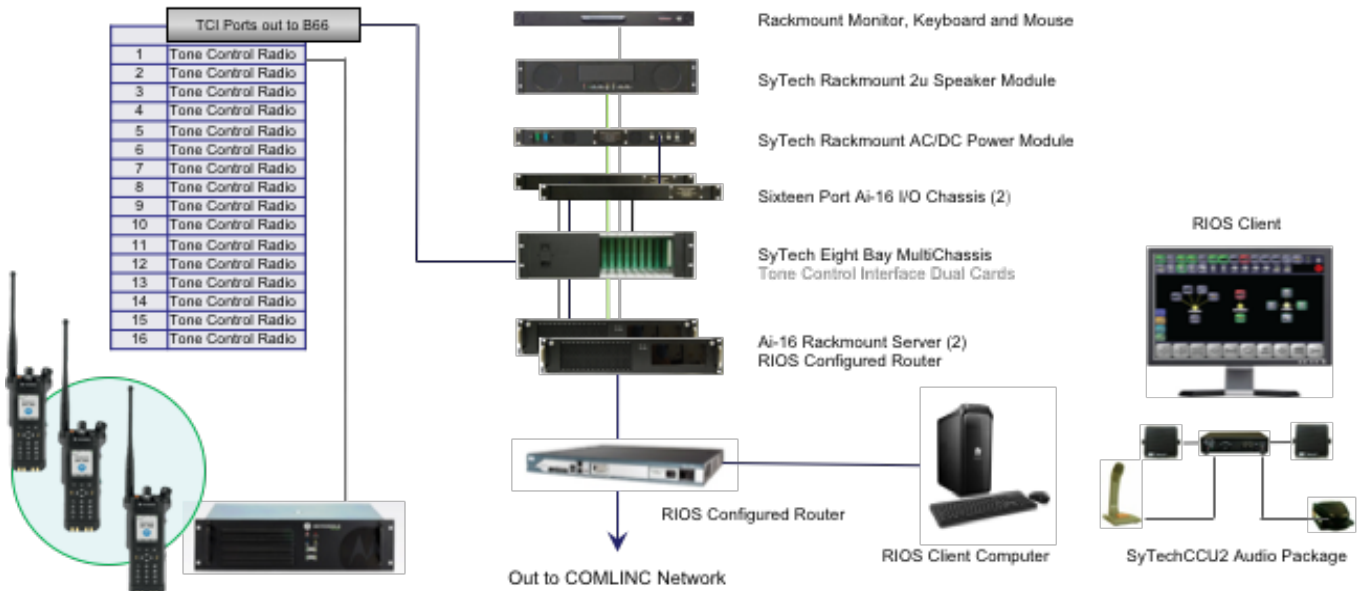 TCI Ports out to B66
1 Tone Control Radio
2 Tone Control Radio
3 Tone Control Radio
4 Tone Control Radio
5 Tone Control Radio
6 Tone Control Radio
7 Tone Control Radio
8 Tone Control Radio
9 Tone Control Radio
10 Tone Control Radio
11 Tone Control Radio
12 Tone Control Radio
13 Tone Control Radio
14 Tone Control Radio
15 Tone Control Radio
16 Tone Control Radio
Rackmount Monitor, Keyboard and Mouse
SyTech Rackmount 2u Speaker Module
SyTech Rackmount AC/DC Power Module
Sixteen Port Ai-16 I/O Chassis (2)
SyTech Eight Bay MultiChassis
Tone Control Interface Dual Cards
Ai-16 Rackmount Server (2)
RIOS Configured Router
RIOS Configured Router
Out to COMLINC Network
RIOS Client Computer
RIOS Client
SyTechCCU2 Audio Package